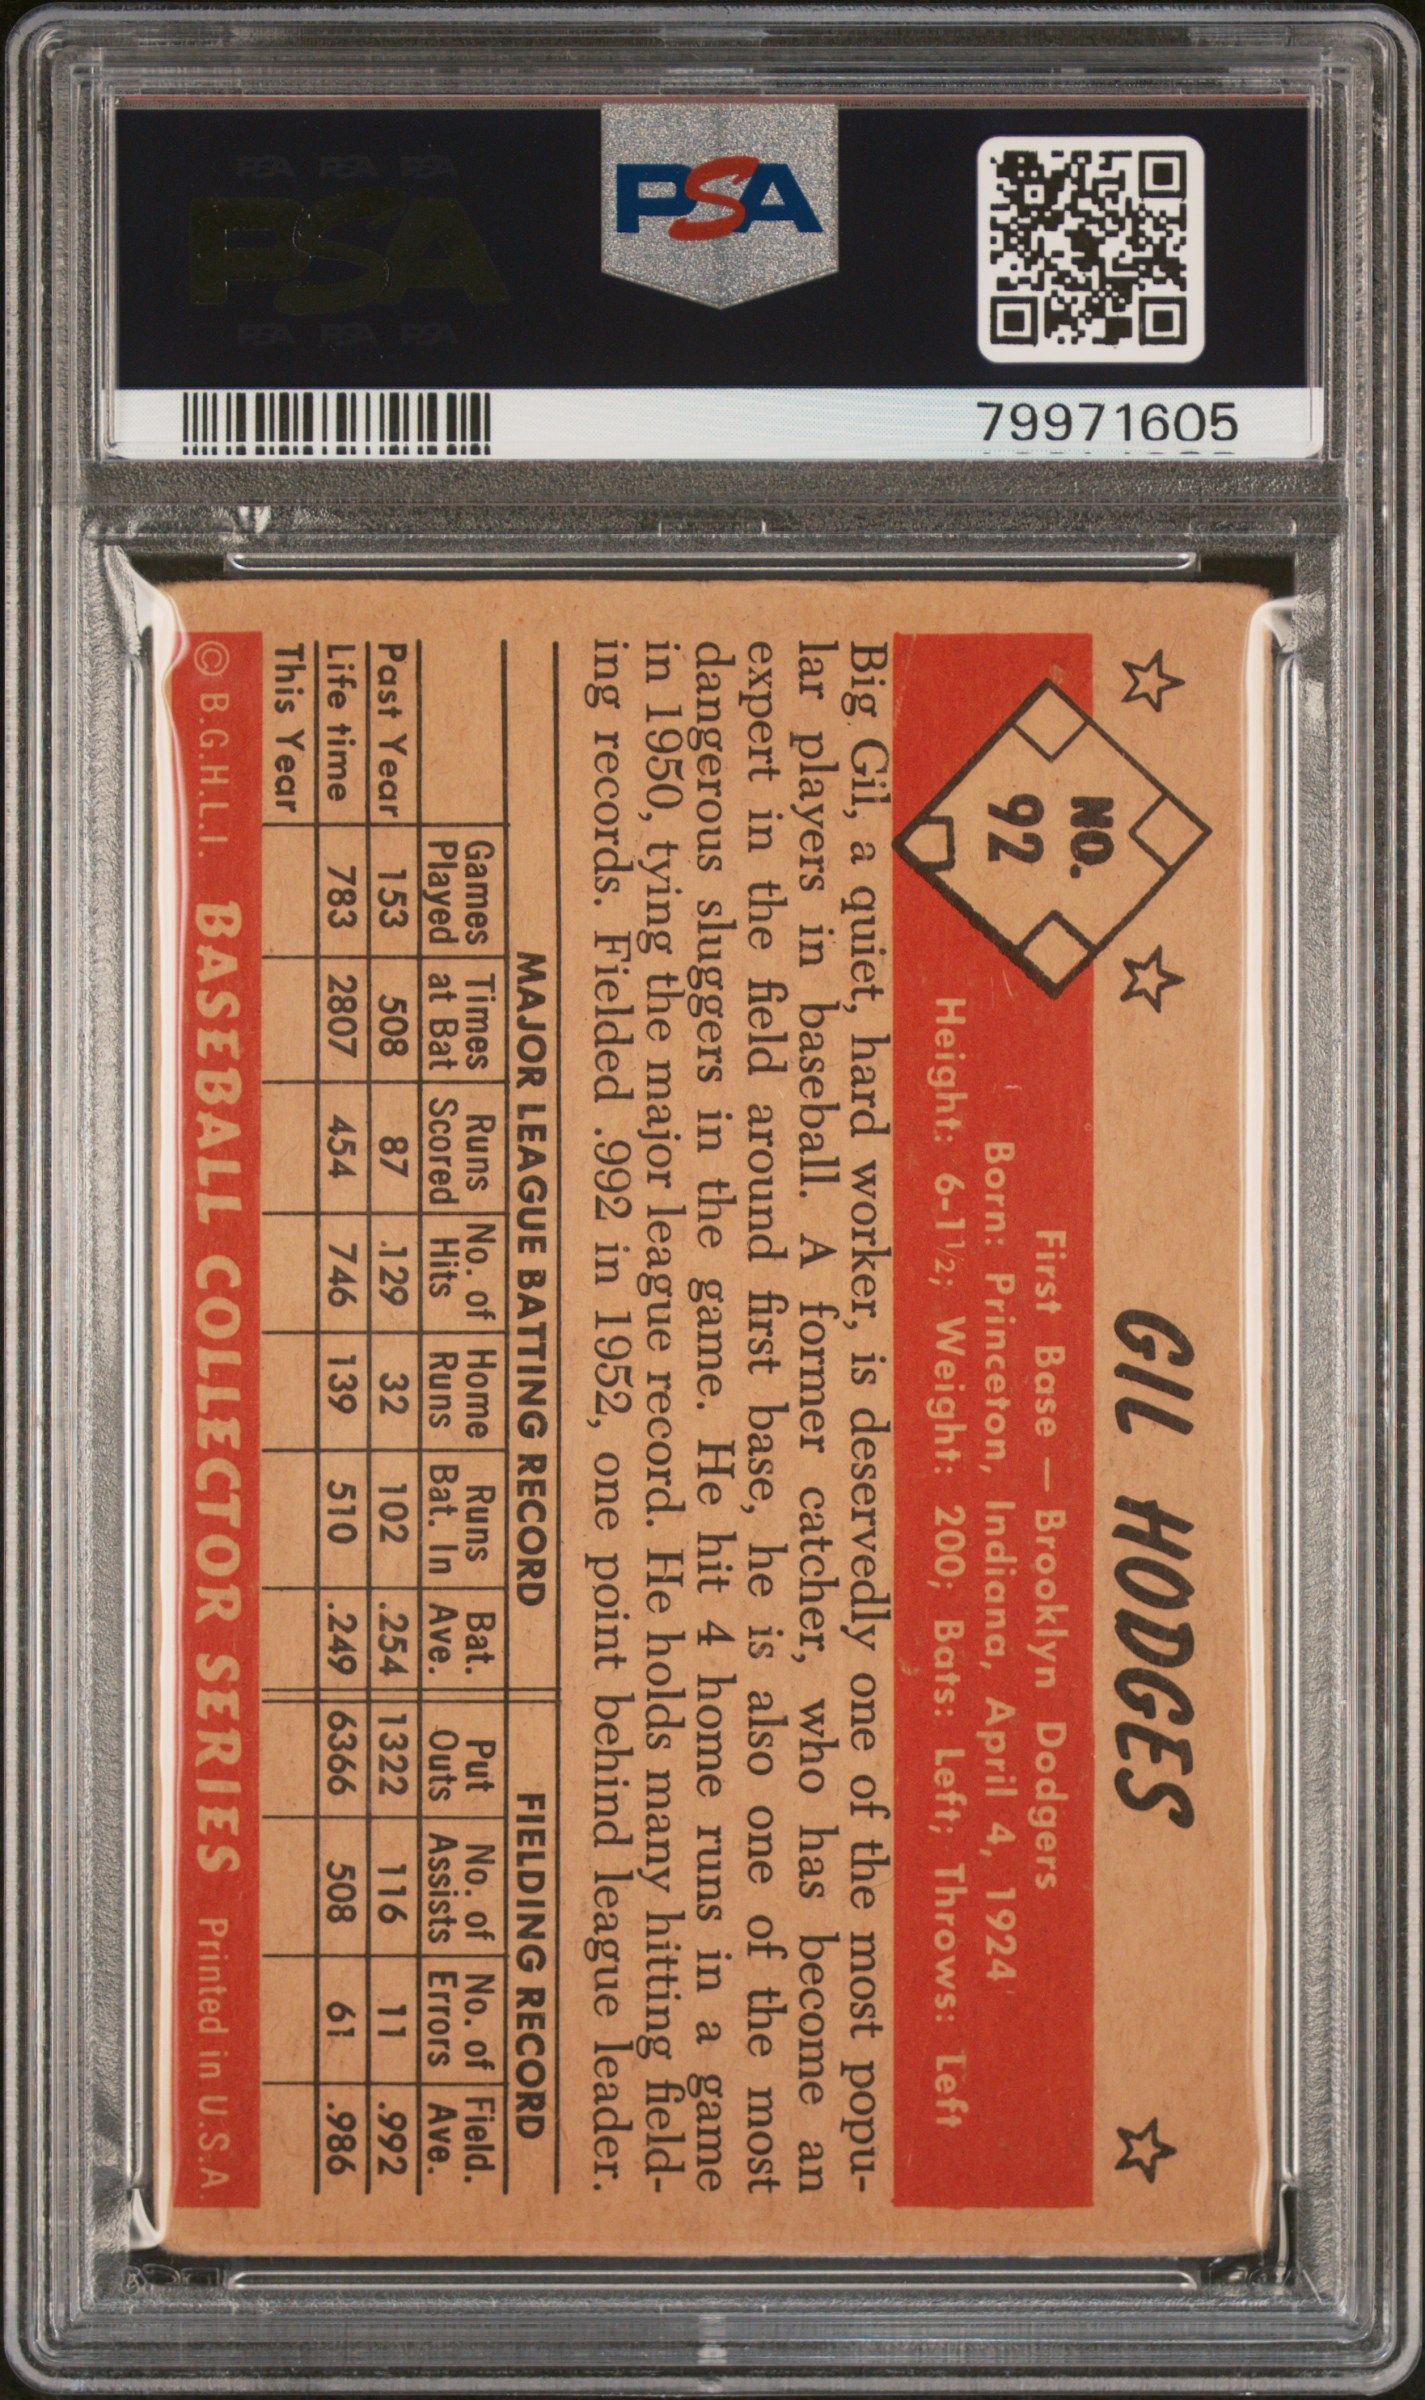 PSA PSA PSA
PSA
PSA PSA PSA
PSA
79971605
GIL HODGES
NO.
92
First Base — Brooklyn Dodgers
Born: Princeton, Indiana, April 4, 1924
Height: 6-1½; Weight: 200; Bats: Left; Throws: Left
Big Gil, a quiet, hard worker, is deservedly one of the most popu-
lar players in baseball. A former catcher, who has become an
expert in the field around first base, he is also one of the most
dangerous sluggers in the game. He hit 4 home runs in a game
in 1950, tying the major league record. He holds many hitting field-
ing records. Fielded .992 in 1952, one point behind league leader.
MAJOR LEAGUE BATTING RECORD FIELDING RECORD
Games Times Runs No. of Home Runs Bat. Put No. of No. of Field.
Played at Bat Scored Hits Runs Bat. In Ave. Outs Assists Errors Ave.
Past Year 153 508 87 .129 32 102 .254 1322 116 11 .992
Life time 783 2807 454 746 139 510 .249 6366 508 61 .986
This Year
© B.G.H.L.I. BASEBALL COLLECTOR SERIES Printed in U.S.A.